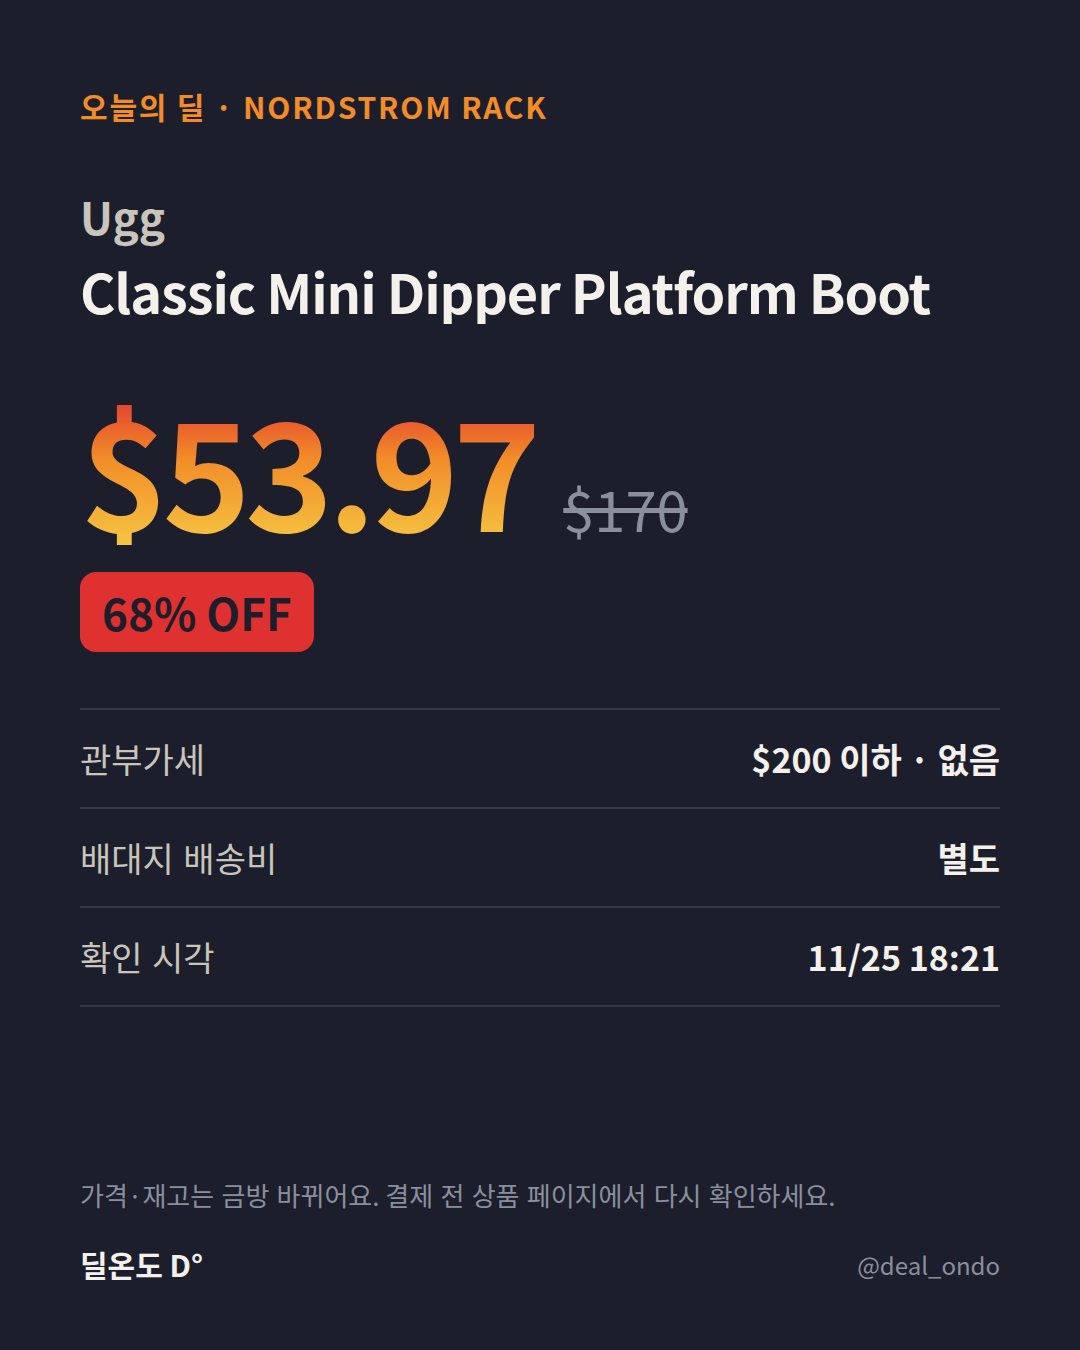 오늘의 딜 · NORDSTROM RACK
Ugg
Classic Mini Dipper Platform Boot
$53.97 $170
68% OFF
관부가세 $200 이하 · 없음
배대지 배송비 별도
확인 시각 11/25 18:21
가격·재고는 금방 바뀌어요. 결제 전 상품 페이지에서 다시 확인하세요.
딜온도 D° @deal_ondo